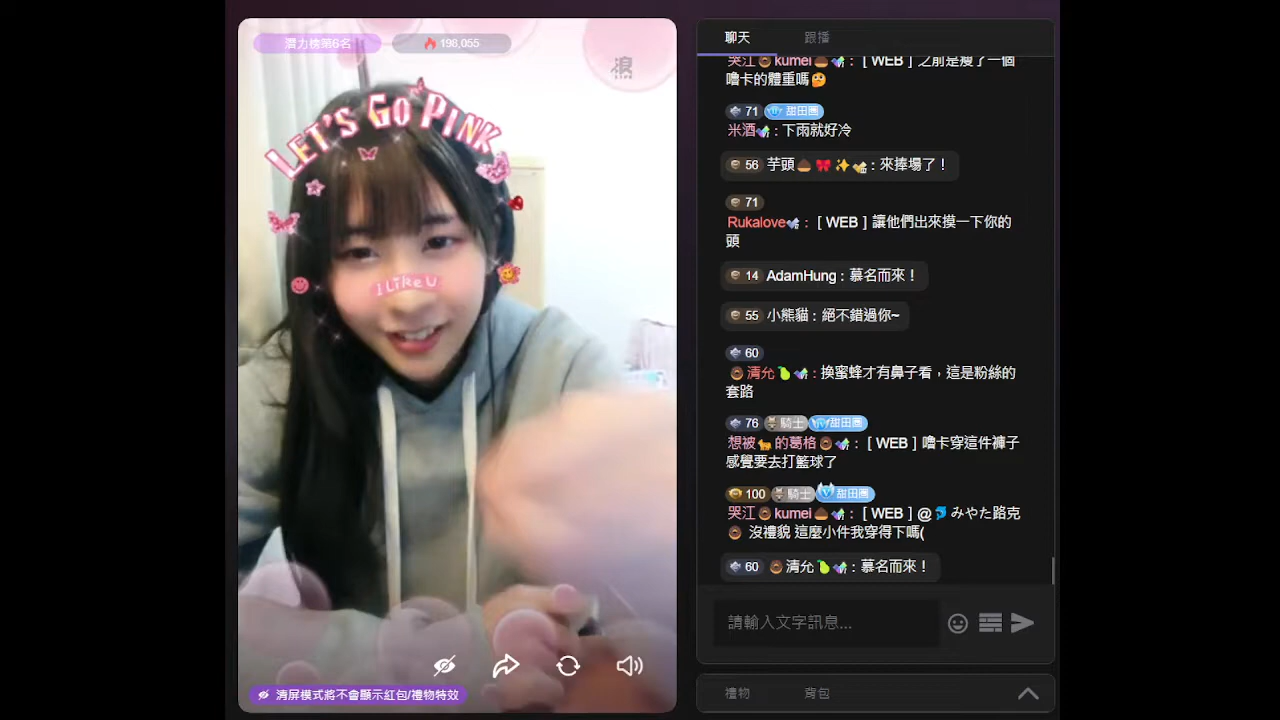 潛力榜第6名
198,055
浪
LIVE
LET'S GO PINK
I Like U
清屏模式將不會顯示紅包/禮物特效
聊天
跟播
哭江 kumei : [ WEB ] 之前是瘦了一個
嚕卡的體重嗎🤔
71 甜田圈
米酒 : 下雨就好冷
56 芋頭 : 來捧場了!
71
Rukalove : [ WEB ] 讓他們出來摸一下你的
頭
14 AdamHung : 慕名而來!
55 小熊貓 : 絕不錯過你~
60
清允 : 換蜜蜂才有鼻子看,這是粉絲的
套路
76 騎士 甜田圈
想被🐈的葛格 : [ WEB ] 嚕卡穿這件褲子
感覺要去打籃球了
100 騎士 甜田圈
哭江 kumei : [ WEB ] @🐬みやた路克
🍩 沒禮貌 這麼小件我穿得下嗎(
60 清允 : 慕名而來!
請輸入文字訊息...
禮物
背包